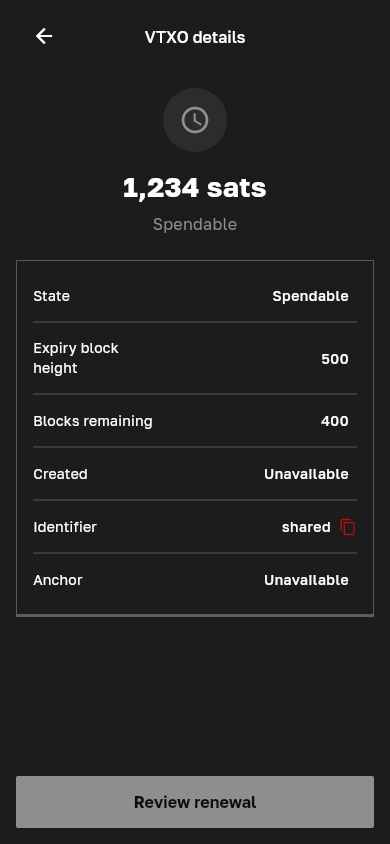 VTXO details
1,234 sats
Spendable
State
Spendable
Expiry block
height
500
Blocks remaining
400
Created
Unavailable
Identifier
shared
Anchor
Unavailable
Review renewal